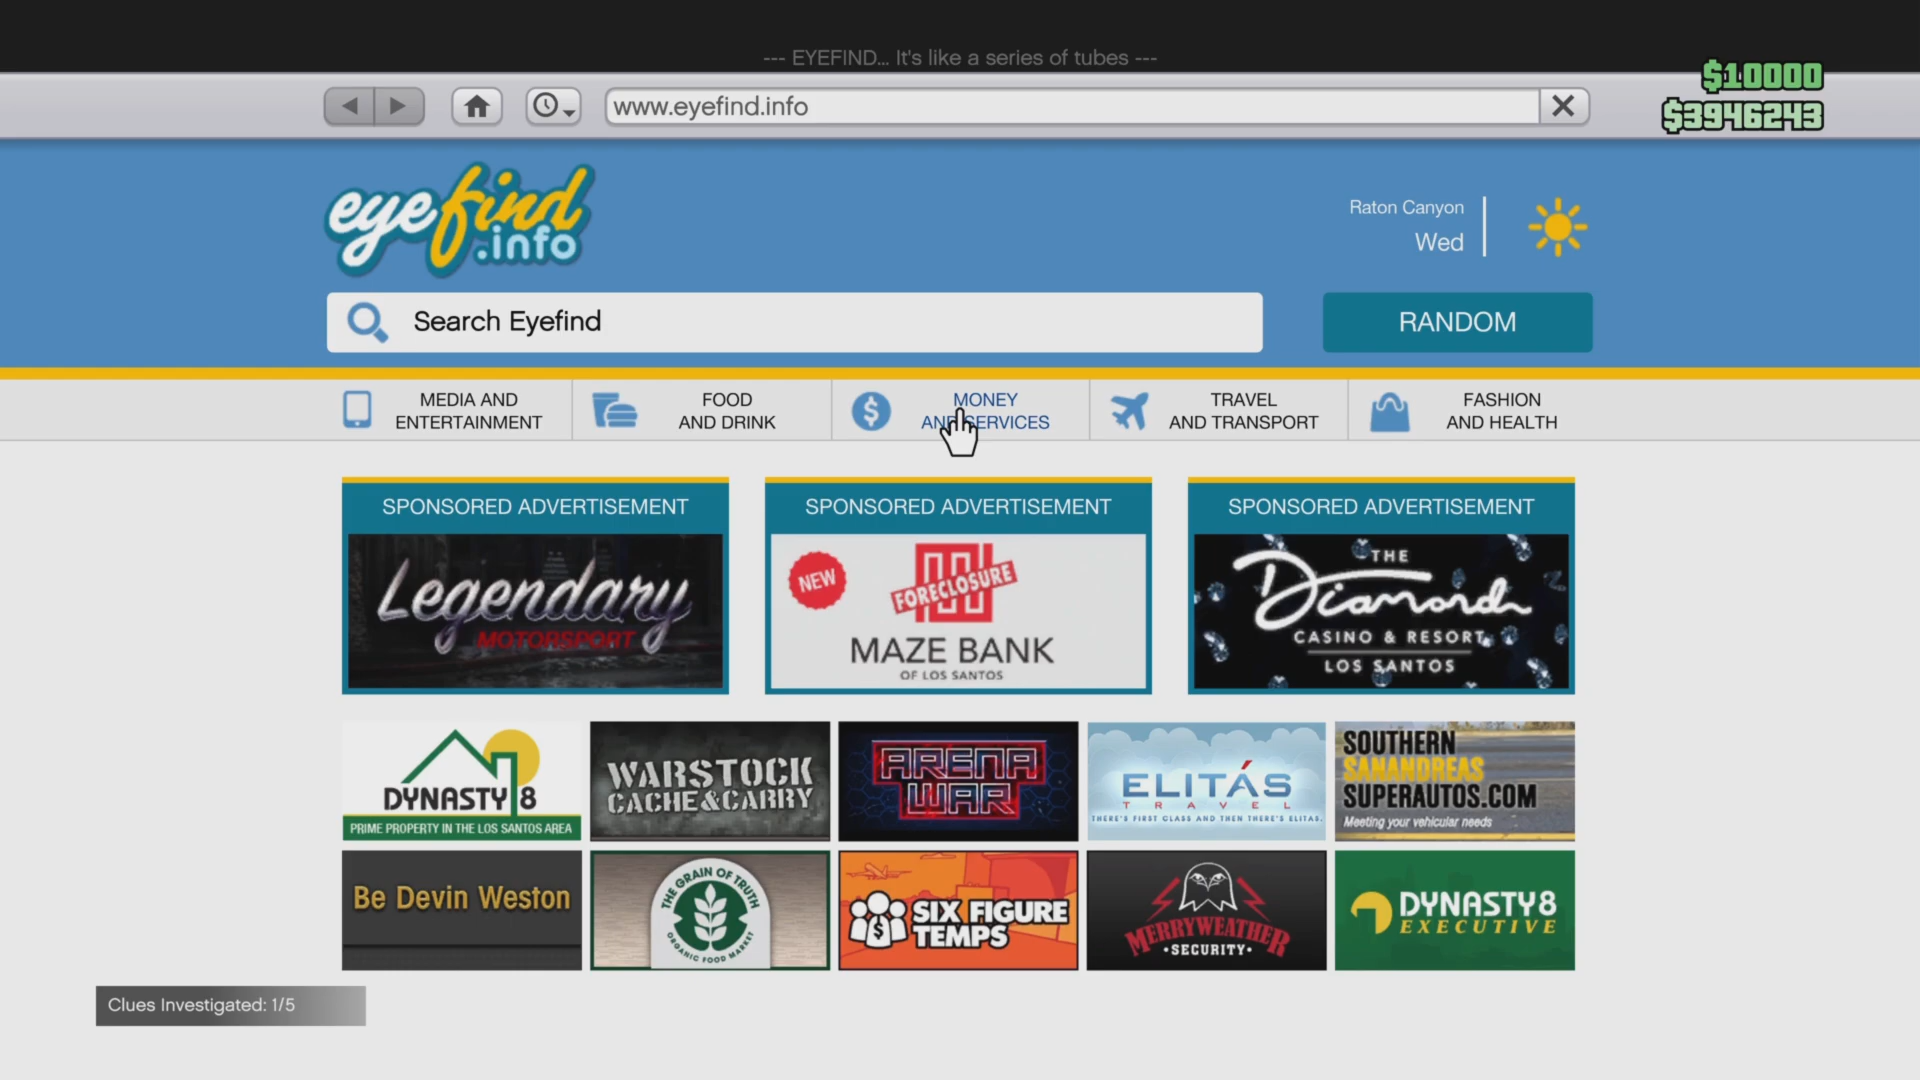 --- EYEFIND... It's like a series of tubes ---
$10000
www.eyefind.info
$3946243
eyefind
.info
Raton Canyon
Wed
Search Eyefind
RANDOM
MEDIA AND
ENTERTAINMENT
FOOD
AND DRINK
MONEY
AND SERVICES
TRAVEL
AND TRANSPORT
FASHION
AND HEALTH
SPONSORED ADVERTISEMENT
Legendary
MOTORSPORT
SPONSORED ADVERTISEMENT
NEW
FORECLOSURE
MAZE BANK
OF LOS SANTOS
SPONSORED ADVERTISEMENT
THE
Diamond
CASINO & RESORT
LOS SANTOS
DYNASTY 8
PRIME PROPERTY IN THE LOS SANTOS AREA
WARSTOCK
CACHE&CARRY
ARENA
WAR
ELITÁS
TRAVEL
THERE'S FIRST CLASS AND THEN THERE'S ELITÁS.
SOUTHERN
SANANDREAS
SUPERAUTOS.COM
Meeting your vehicular needs
Be Devin Weston
THE GRAIN OF TRUTH
ORGANIC FOOD MARKET
SIX FIGURE
TEMPS
MERRYWEATHER
•SECURITY•
DYNASTY8
EXECUTIVE
Clues Investigated: 1/5